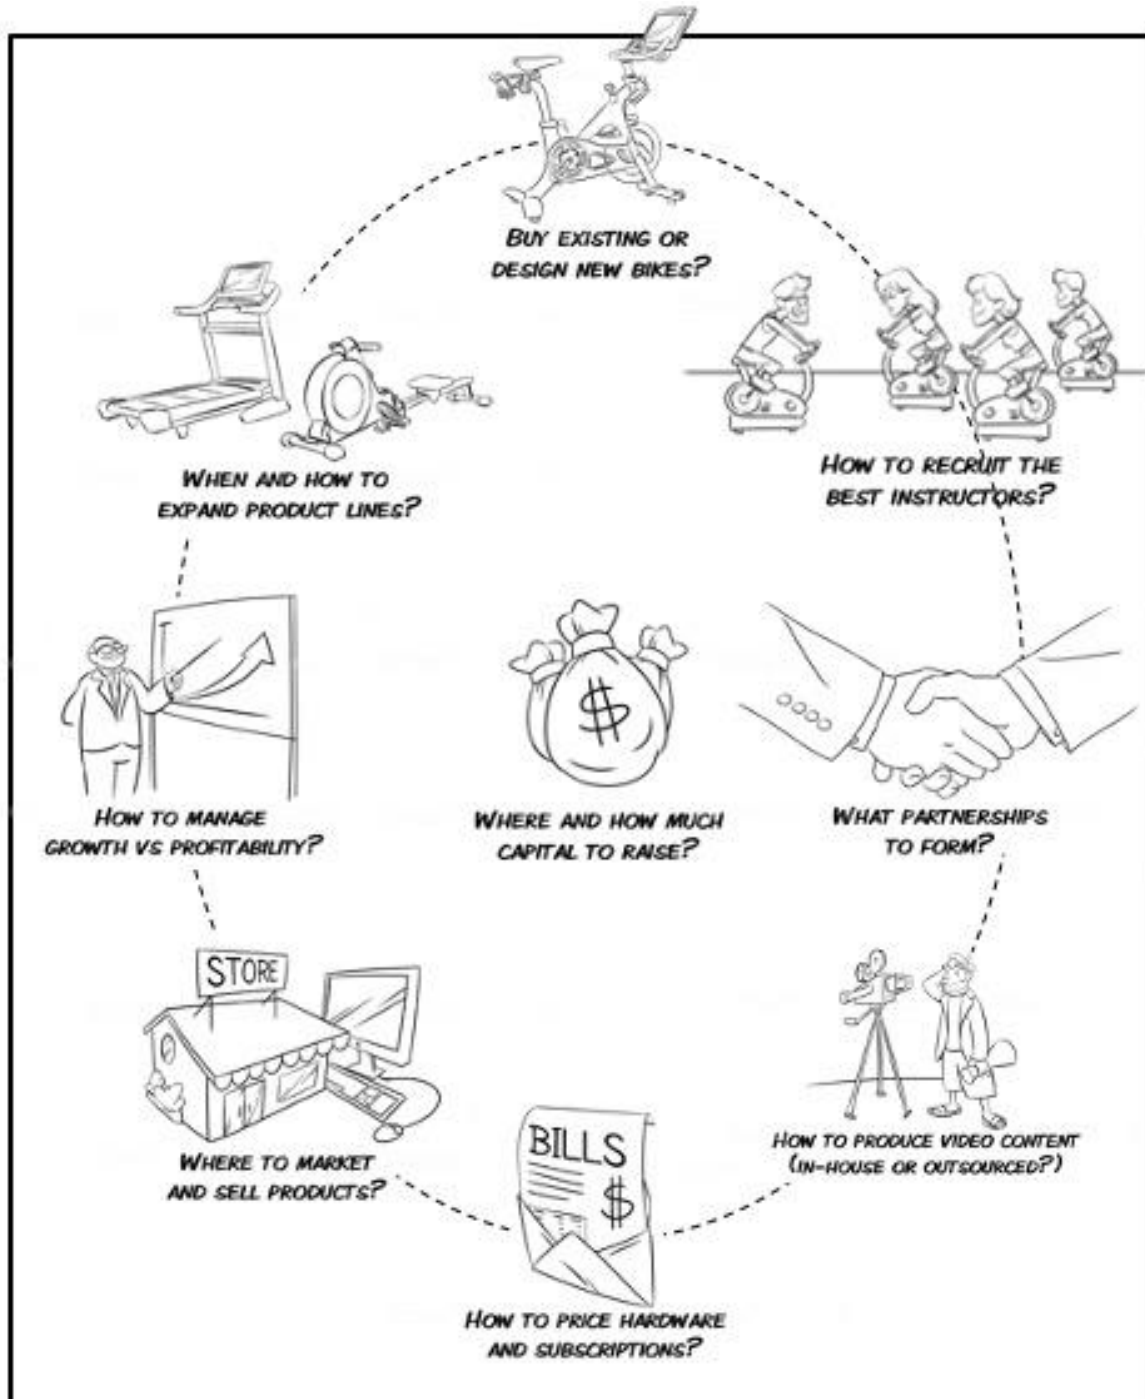 BUY EXISTING OR
DESIGN NEW BIKES?
HOW TO RECRUIT THE
BEST INSTRUCTORS?
WHEN AND HOW TO
EXPAND PRODUCT LINES?
HOW TO MANAGE
GROWTH VS PROFITABILITY?
$
WHERE AND HOW MUCH
CAPITAL TO RAISE?
WHAT PARTNERSHIPS
TO FORM?
STORE
WHERE TO MARKET
AND SELL PRODUCTS?
BILLS
$
HOW TO PRODUCE VIDEO CONTENT
(IN-HOUSE OR OUTSOURCED?)
HOW TO PRICE HARDWARE
AND SUBSCRIPTIONS?